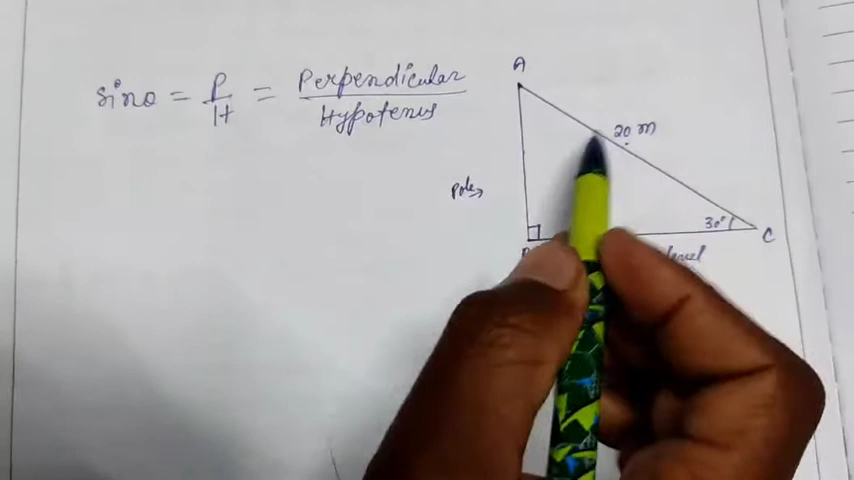 A
sinθ = P/H = Perpendicular/Hypotenus
20 m
Pole →
30°
C